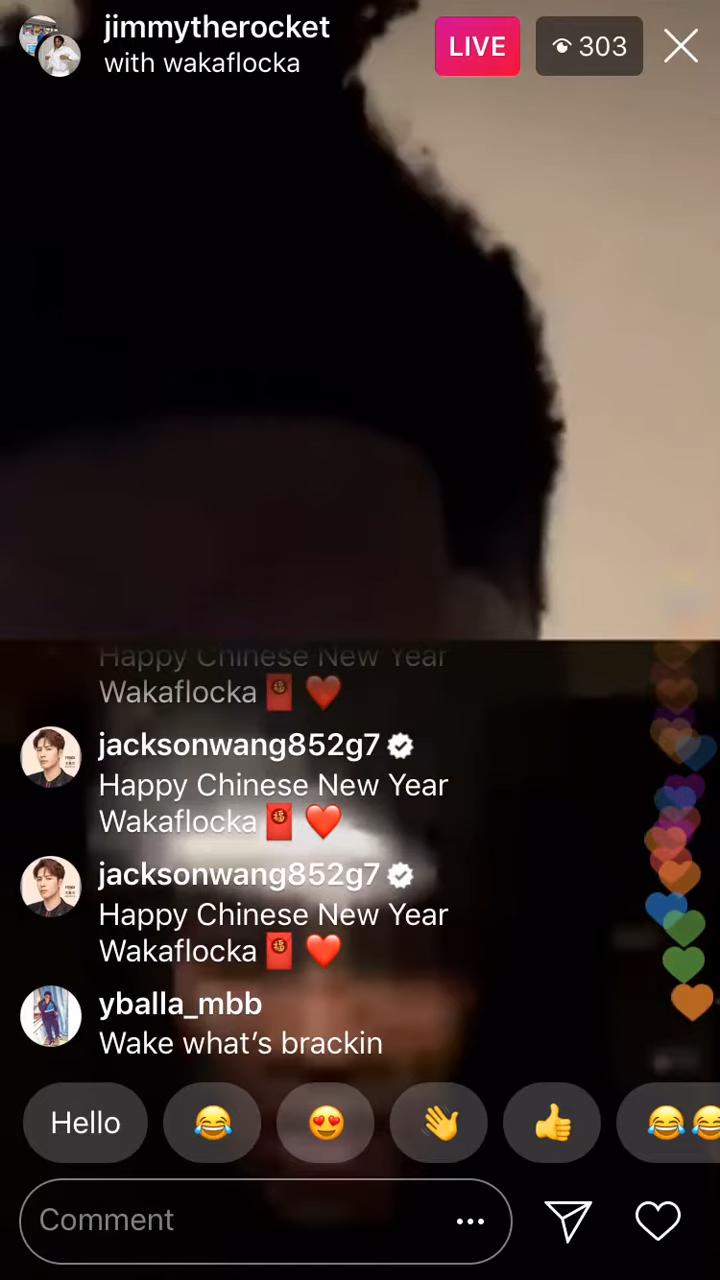 jimmytherocket
with wakaflocka
LIVE
303
Happy Chinese New Year
Wakaflocka 🧧 ❤️
jacksonwang852g7
Happy Chinese New Year
Wakaflocka 🧧 ❤️
jacksonwang852g7
Happy Chinese New Year
Wakaflocka 🧧 ❤️
yballa_mbb
Wake what’s brackin
Hello 😂 😍 👋 👍 😂😂
Comment